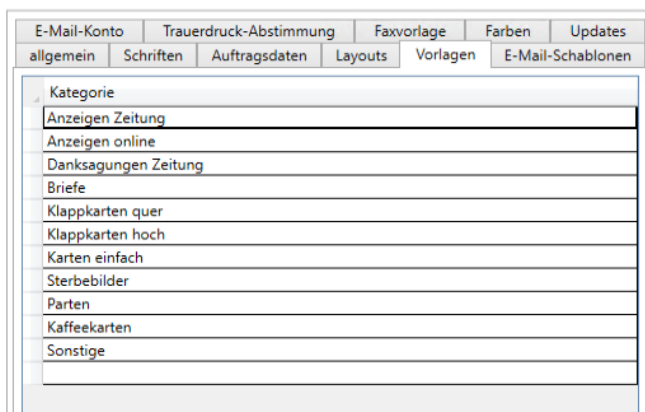 E-Mail-Konto Trauerdruck-Abstimmung Faxvorlage Farben Updates
allgemein Schriften Auftragsdaten Layouts Vorlagen E-Mail-Schablonen
Kategorie
Anzeigen Zeitung
Anzeigen online
Danksagungen Zeitung
Briefe
Klappkarten quer
Klappkarten hoch
Karten einfach
Sterbebilder
Parten
Kaffeekarten
Sonstige